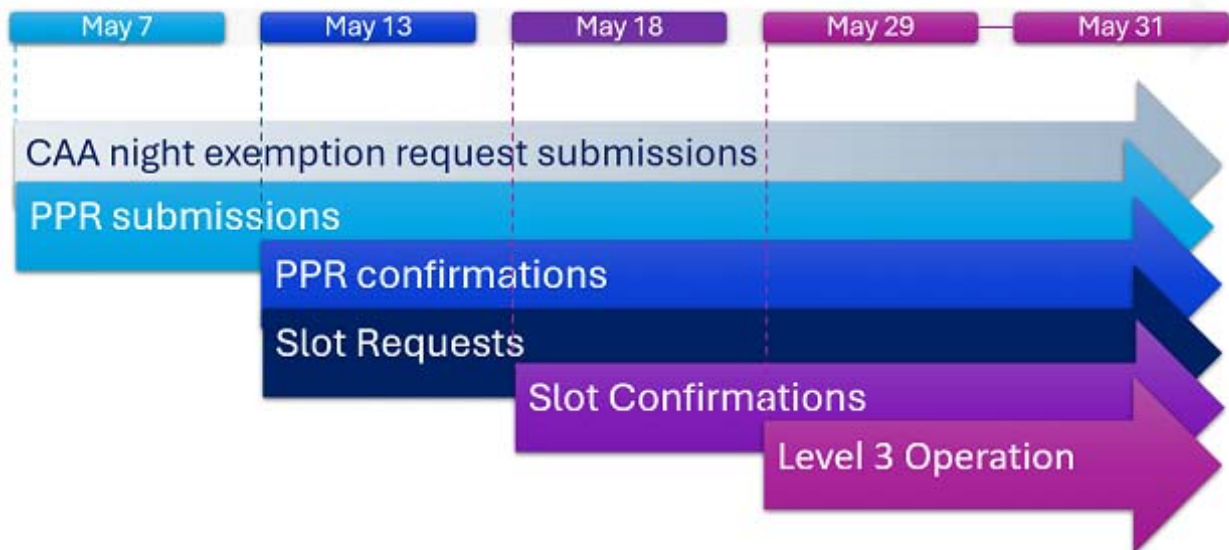 May 7
May 13
May 18
May 29
May 31
CAA night exemption request submissions
PPR submissions
PPR confirmations
Slot Requests
Slot Confirmations
Level 3 Operation